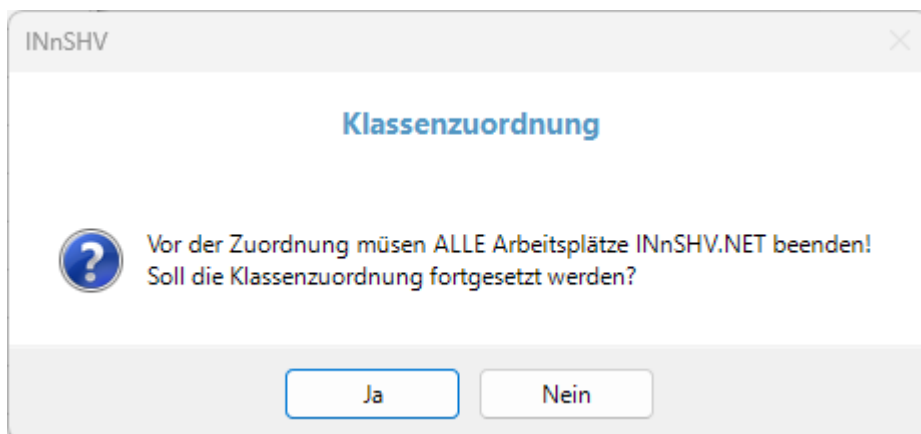 INnSHV
Klassenzuordnung
Vor der Zuordnung müsen ALLE Arbeitsplätze INnSHV.NET beenden!
Soll die Klassenzuordnung fortgesetzt werden?
Ja
Nein